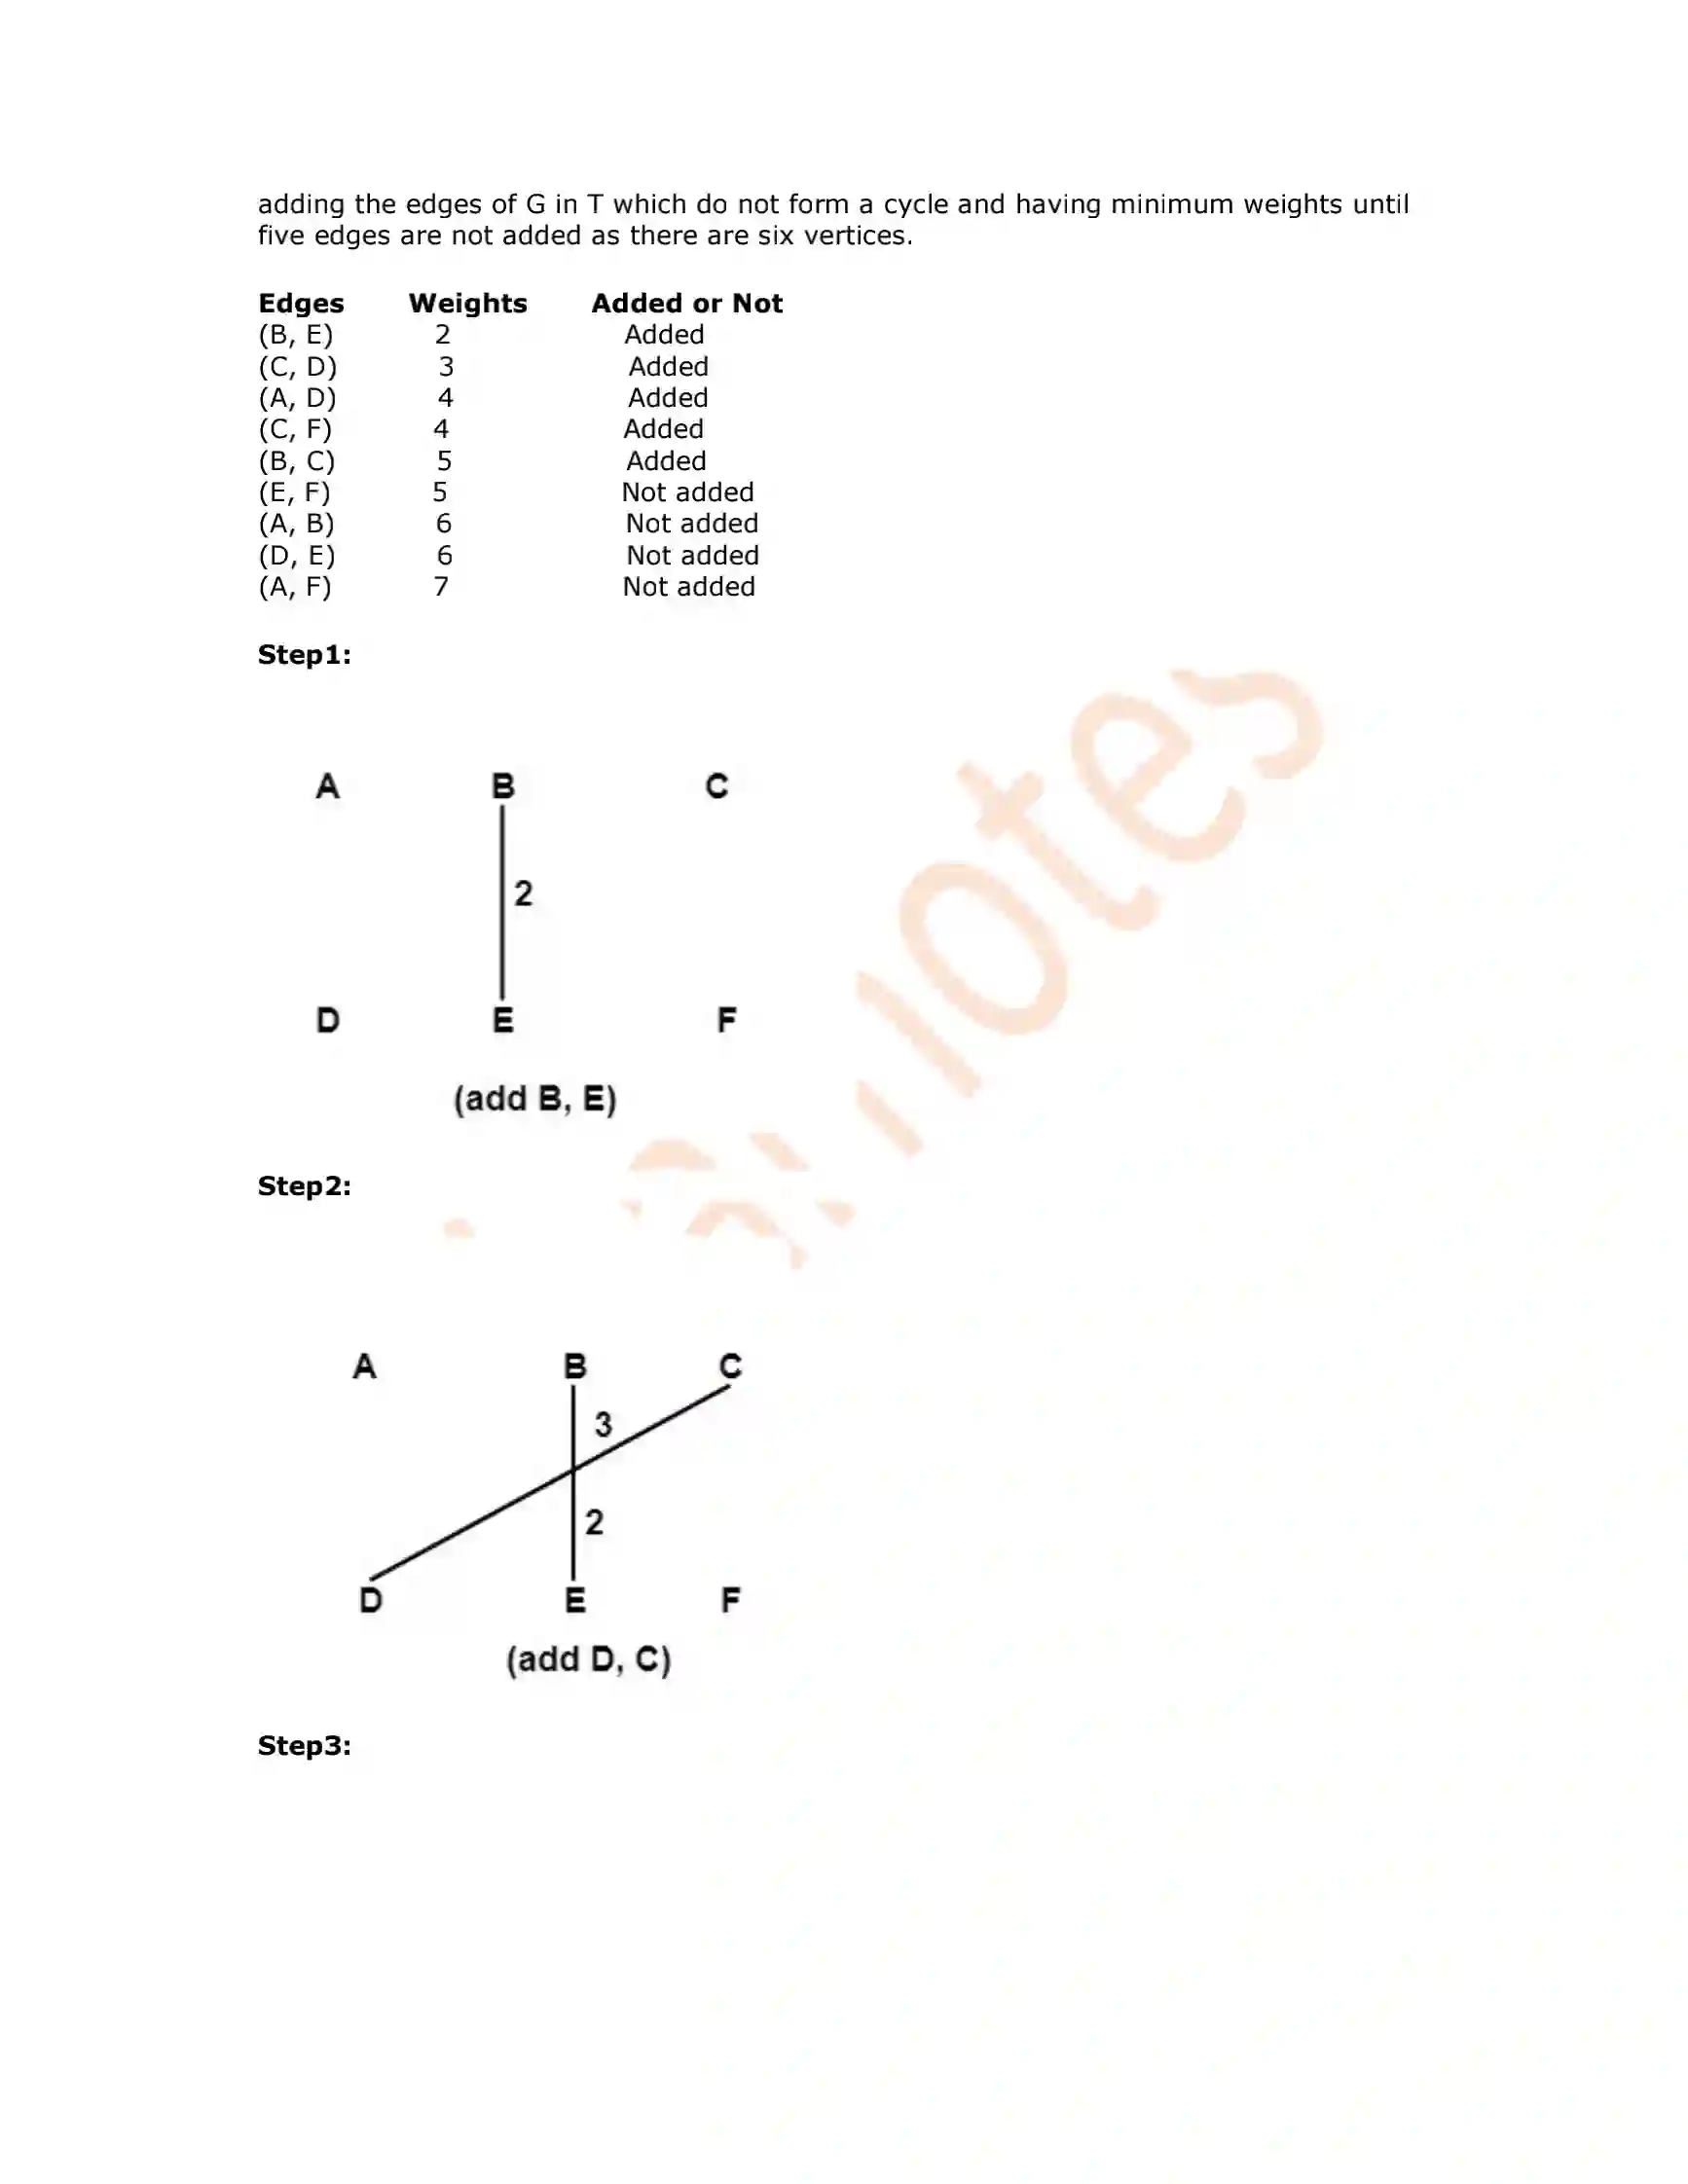 adding the edges of G in T which do not form a cycle and having minimum weights until
five edges are not added as there are six vertices.
Edges Weights Added or Not
(B, E) 2 Added
(C, D) 3 Added
(A, D) 4 Added
(C, F) 4 Added
(B, C) 5 Added
(E, F) 5 Not added
(A, B) 6 Not added
(D, E) 6 Not added
(A, F) 7 Not added
Step1:
A B C
2
D E F
(add B, E)
Step2:
A B C
3
2
D E F
(add D, C)
Step3: